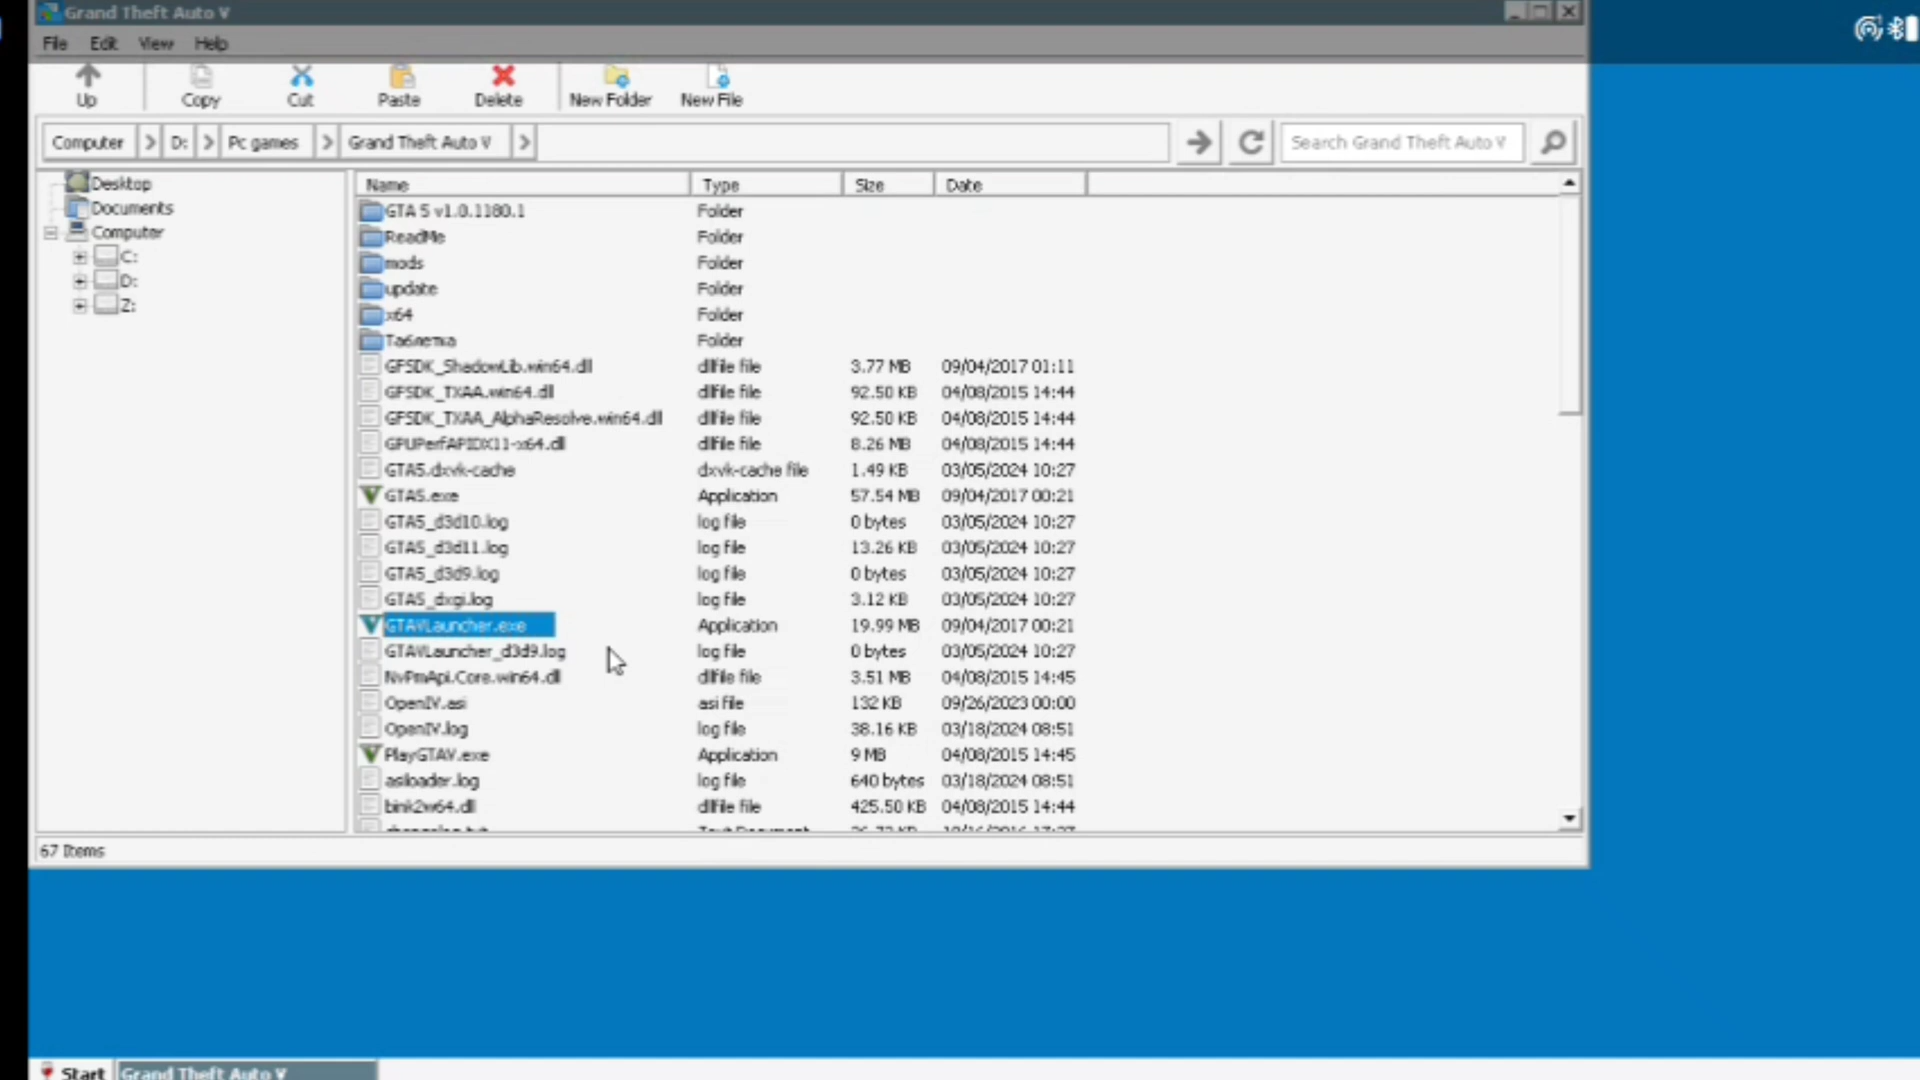 Grand Theft Auto V
File Edit View Help
Up Copy Cut Paste Delete New Folder New File
Computer D: Pc games Grand Theft Auto V Search Grand Theft Auto V
Desktop
Documents
Computer
C:
D:
Z:
Name Type Size Date
GTA 5 v1.0.1180.1 Folder
ReadMe Folder
mods Folder
update Folder
x64 Folder
Таблетка Folder
GFSDK_ShadowLib.win64.dll dllfile file 3.77 MB 09/04/2017 01:11
GFSDK_TXAA.win64.dll dllfile file 92.50 KB 04/08/2015 14:44
GFSDK_TXAA_AlphaResolve.win64.dll dllfile file 92.50 KB 04/08/2015 14:44
GPUPerfAPIDX11-x64.dll dllfile file 8.26 MB 04/08/2015 14:44
GTA5.dxvk-cache dxvk-cache file 1.49 KB 03/05/2024 10:27
GTA5.exe Application 57.54 MB 09/04/2017 00:21
GTA5_d3d10.log log file 0 bytes 03/05/2024 10:27
GTA5_d3d11.log log file 13.26 KB 03/05/2024 10:27
GTA5_d3d9.log log file 0 bytes 03/05/2024 10:27
GTA5_dxgi.log log file 3.12 KB 03/05/2024 10:27
GTAVLauncher.exe Application 19.99 MB 09/04/2017 00:21
GTAVLauncher_d3d9.log log file 0 bytes 03/05/2024 10:27
NvPmApi.Core.win64.dll dllfile file 3.51 MB 04/08/2015 14:45
OpenIV.asi asi file 132 KB 09/26/2023 00:00
OpenIV.log log file 38.16 KB 03/18/2024 08:51
PlayGTAV.exe Application 9 MB 04/08/2015 14:45
asiloader.log log file 640 bytes 03/18/2024 08:51
bink2w64.dll dllfile file 425.50 KB 04/08/2015 14:44
67 Items
Start Grand Theft Auto V